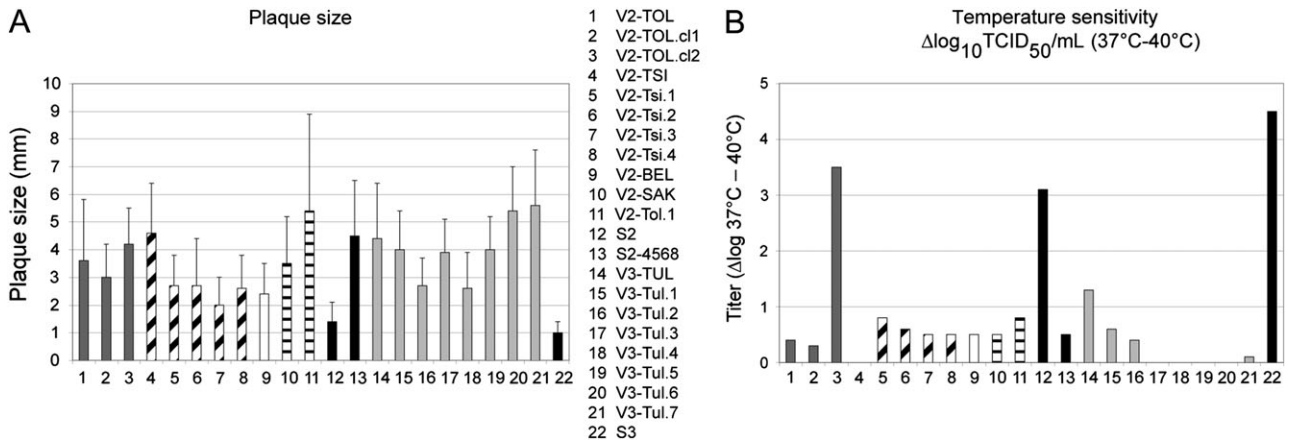 A
Plaque size
Plaque size (mm)
10
9
8
7
6
5
4
3
2
1
0
1 2 3 4 5 6 7 8 9 10 11 12 13 14 15 16 17 18 19 20 21 22
1 V2-TOL
2 V2-TOL.cl1
3 V2-TOL.cl2
4 V2-TSI
5 V2-Tsi.1
6 V2-Tsi.2
7 V2-Tsi.3
8 V2-Tsi.4
9 V2-BEL
10 V2-SAK
11 V2-Tol.1
12 S2
13 S2-4568
14 V3-TUL
15 V3-Tul.1
16 V3-Tul.2
17 V3-Tul.3
18 V3-Tul.4
19 V3-Tul.5
20 V3-Tul.6
21 V3-Tul.7
22 S3
B
Temperature sensitivity
Δlog10TCID50/mL (37°C-40°C)
Titer (Δlog 37°C – 40°C)
5
4
3
2
1
0
1 2 3 4 5 6 7 8 9 10 11 12 13 14 15 16 17 18 19 20 21 22